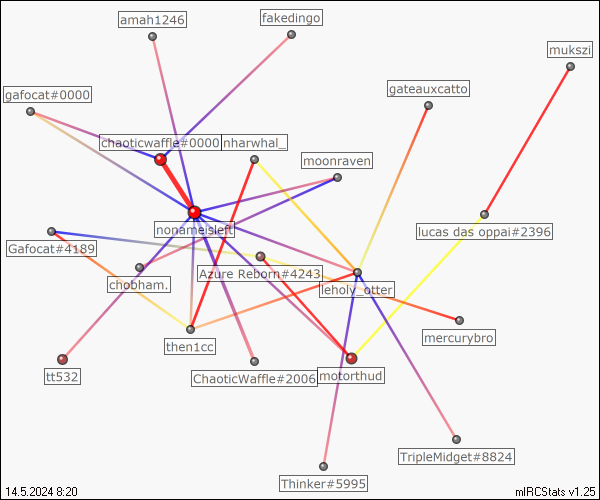 amah1246
fakedingo
mukszi
gafocat#0000
gateauxcatto
chaoticwaffle#0000
nharwhal_
moonraven
nonameisleft
lucas das oppai#2396
Gafocat#4189
chobham.
Azure Reborn#4243
leholy_otter
then1cc
mercurybro
tt532
ChaoticWaffle#2006
motorthud
TripleMidget#8824
Thinker#5995
14.5.2024 8:20
mIRCStats v1.25